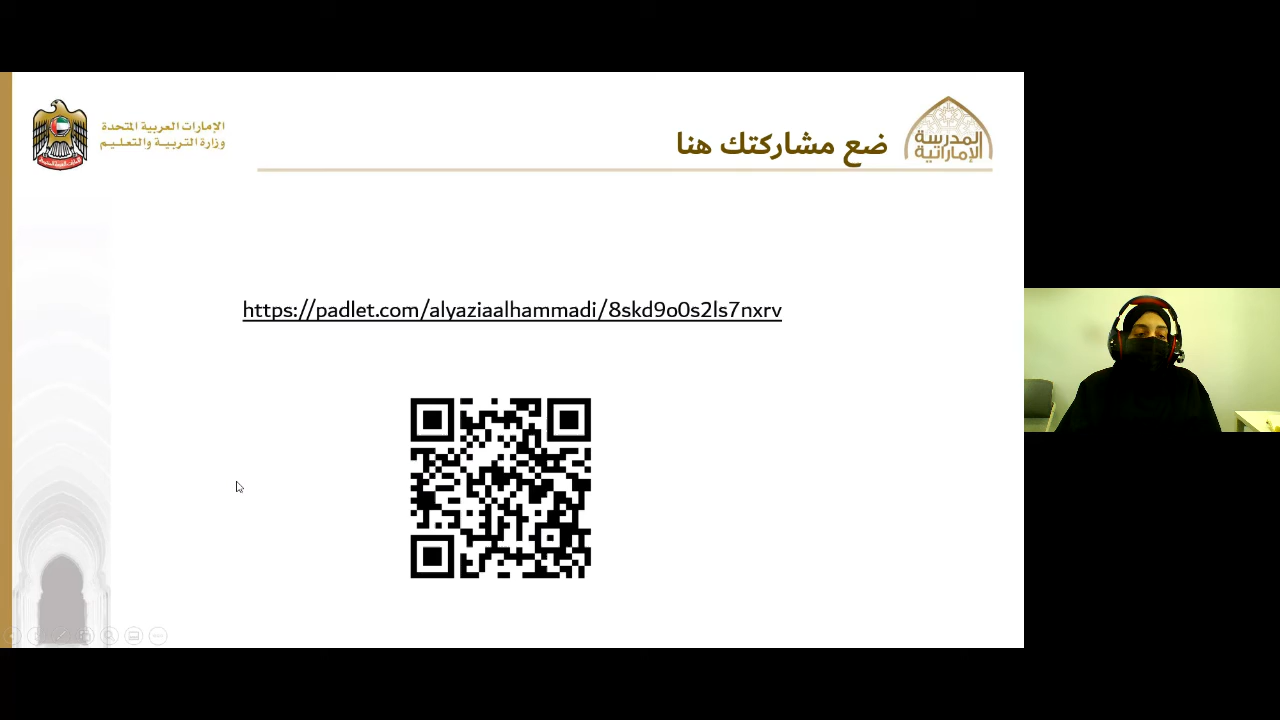 الإمارات العربية المتحدة
وزارة التربية والتعليم
المدرسة
الإماراتية
ضع مشاركتك هنا
https://padlet.com/alyaziaalhammadi/8skd9o0s2ls7nxrv